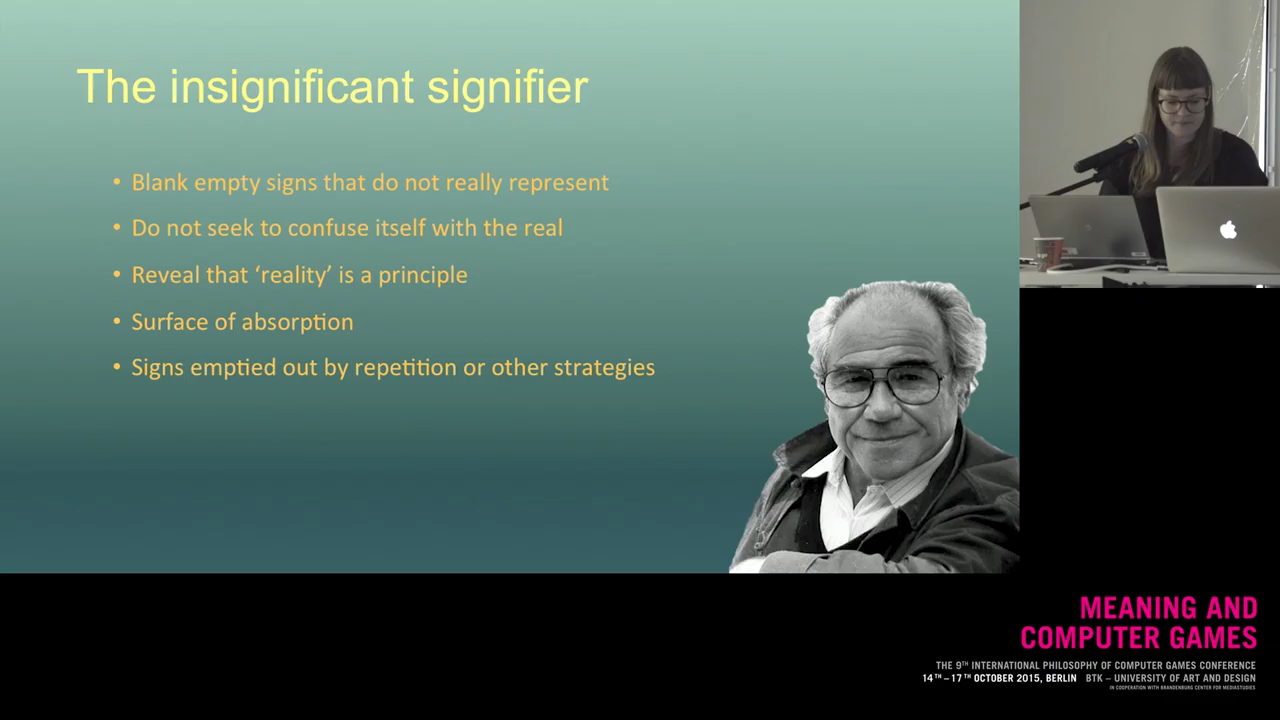 The insignificant signifier
• Blank empty signs that do not really represent
• Do not seek to confuse itself with the real
• Reveal that ‘reality’ is a principle
• Surface of absorption
• Signs emptied out by repetition or other strategies
MEANING AND
COMPUTER GAMES
THE 9TH INTERNATIONAL PHILOSOPHY OF COMPUTER GAMES CONFERENCE
14TH – 17TH OCTOBER 2015, BERLIN BTK – UNIVERSITY OF ART AND DESIGN
IN COOPERATION WITH BRANDENBURG CENTER FOR MEDIASTUDIES